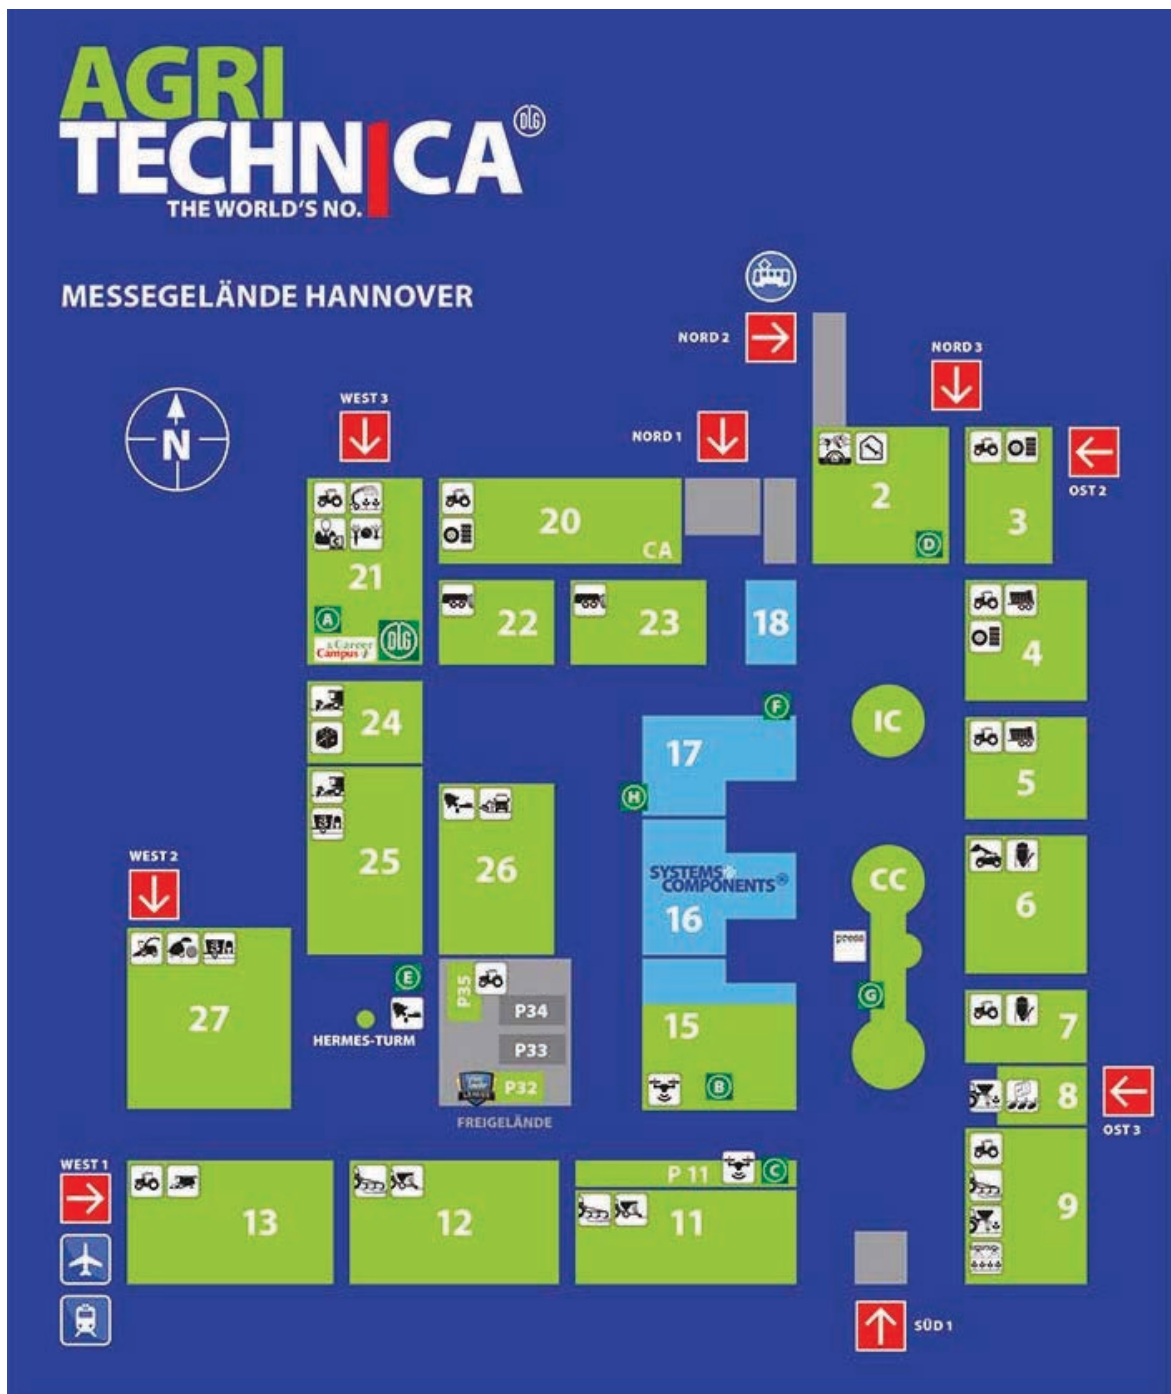 AGRI
TECHNICA DLG
THE WORLD'S NO.
MESSEGELÄNDE HANNOVER
NORD 2
NORD 3
WEST 3
NORD 1
N
OST 2
2
3
20
CA
D
21
A
DLG
& Career
Campus
22
23
18
4
24
F
IC
17
5
H
25
26
SYSTEMS
COMPONENTS
16
CC
6
WEST 2
press
E
27
P35
P34
G
HERMES-TURM
P33
15
7
P32
B
8
FREIGELÄNDE
OST 3
WEST 1
P 11
C
13
12
11
9
SÜD 1